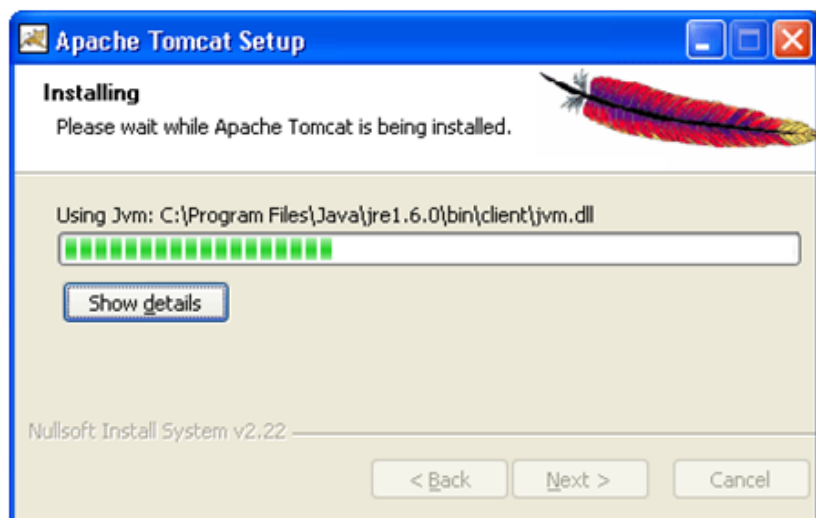 Apache Tomcat Setup
Installing
Please wait while Apache Tomcat is being installed.
Using Jvm: C:\Program Files\Java\jre1.6.0\bin\client\jvm.dll
Show details
Nullsoft Install System v2.22
< Back Next > Cancel